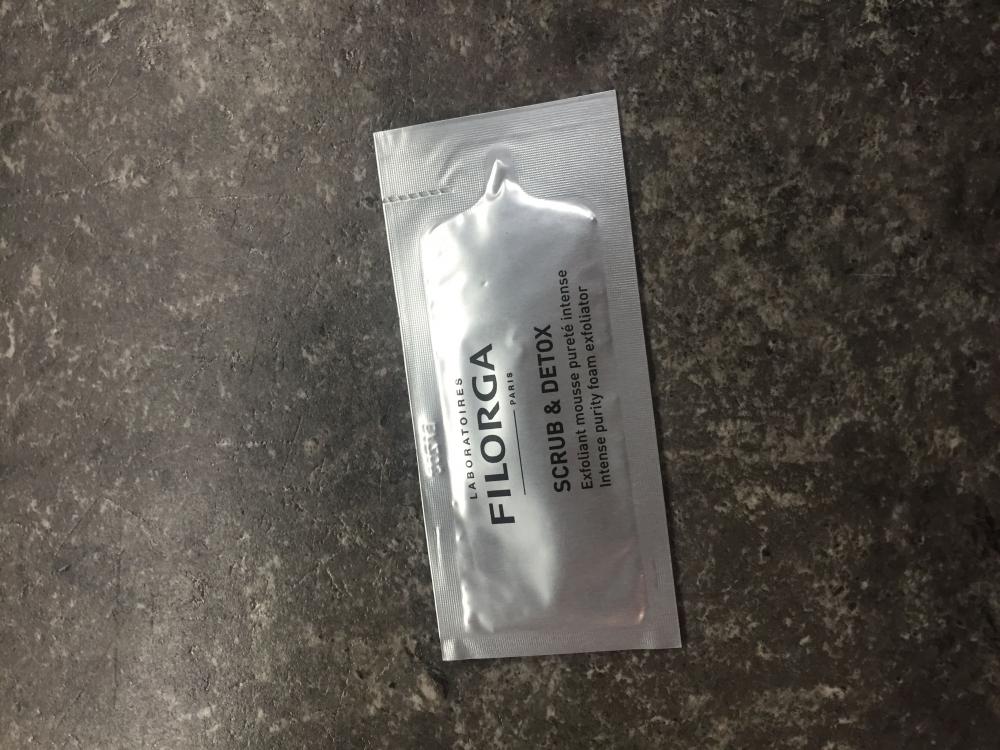 LABORATOIRES
FILORGA
PARIS
SCRUB & DETOX
Exfoliant mousse pureté intense
Intense purity foam exfoliator